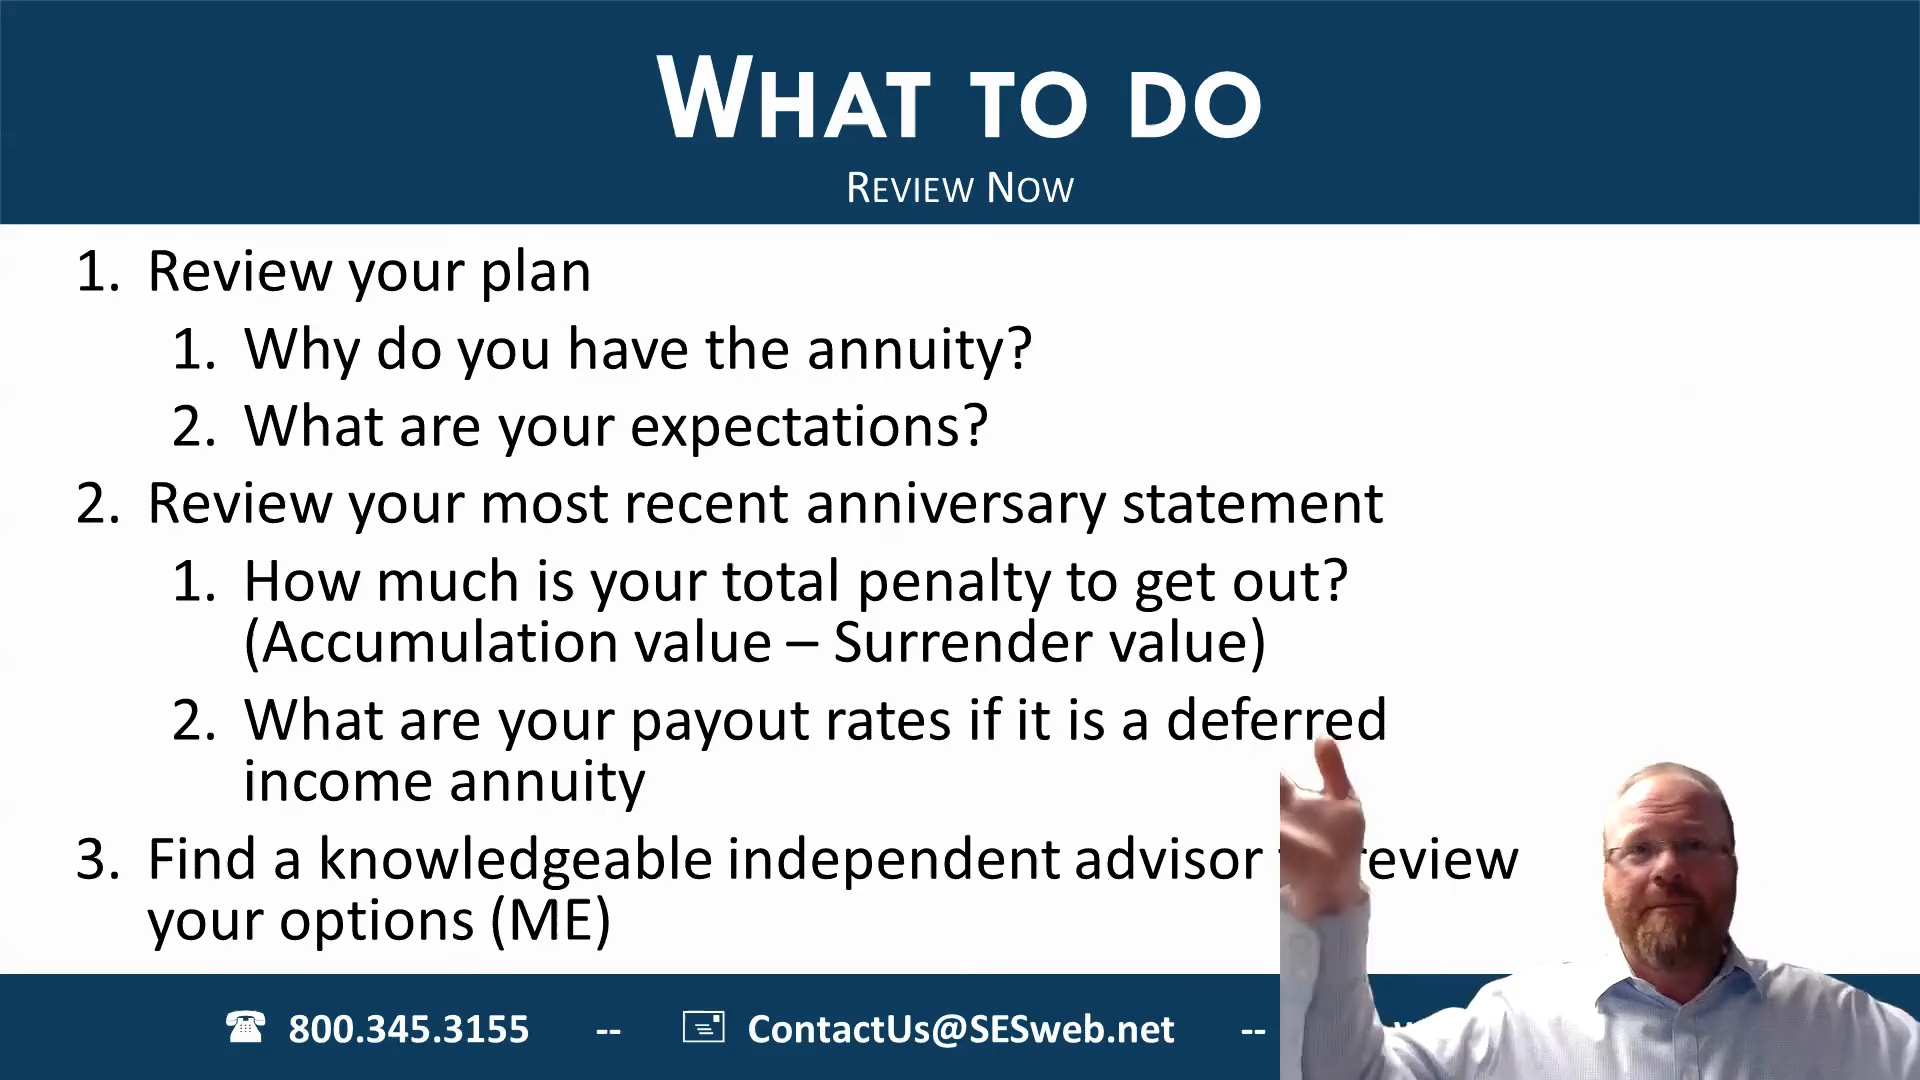 WHAT TO DO
REVIEW NOW
1. Review your plan
1. Why do you have the annuity?
2. What are your expectations?
2. Review your most recent anniversary statement
1. How much is your total penalty to get out?
(Accumulation value – Surrender value)
2. What are your payout rates if it is a deferred
income annuity
3. Find a knowledgeable independent advisor review
your options (ME)
800.345.3155 -- ContactUs@SESweb.net --